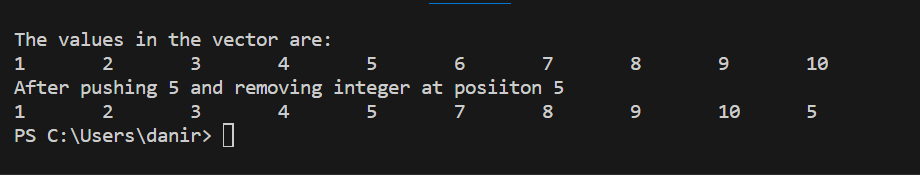 The values in the vector are:
1 2 3 4 5 6 7 8 9 10
After pushing 5 and removing integer at posiiton 5
1 2 3 4 5 7 8 9 10 5
PS C:\Users\danir>